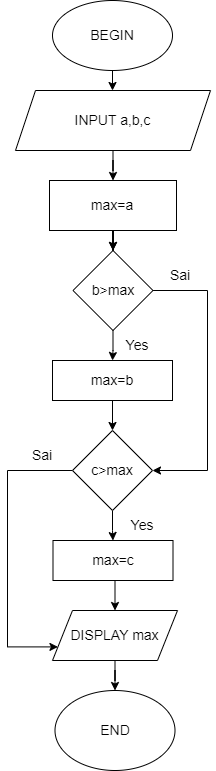 BEGIN
INPUT a,b,c
max=a
b>max
Sai
Yes
max=b
Sai
c>max
Yes
max=c
DISPLAY max
END